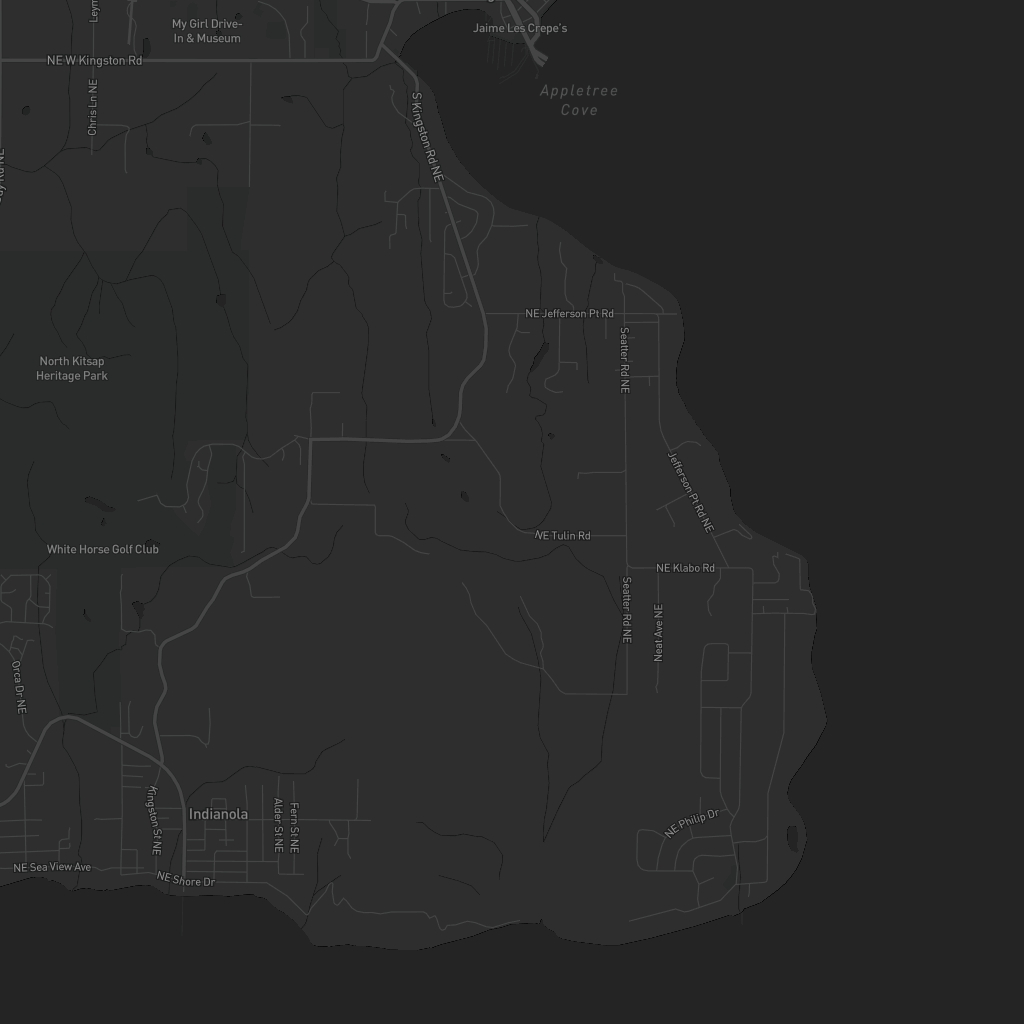 My Girl Drive-
In & Museum
Jaime Les Crepe's
NE W Kingston Rd
Chris Ln NE
S Kingston Rd NE
Appletree
Cove
NE Jefferson Pt Rd
Seatter Rd NE
North Kitsap
Heritage Park
Jefferson Pt Rd NE
White Horse Golf Club
NE Tulin Rd
NE Klabo Rd
Seatter Rd NE
Neat Ave NE
Orca Dr NE
Kingston St NE
Indianola
Alder St NE
Fern St NE
NE Philip Dr
NE Sea View Ave
NE Shore Dr